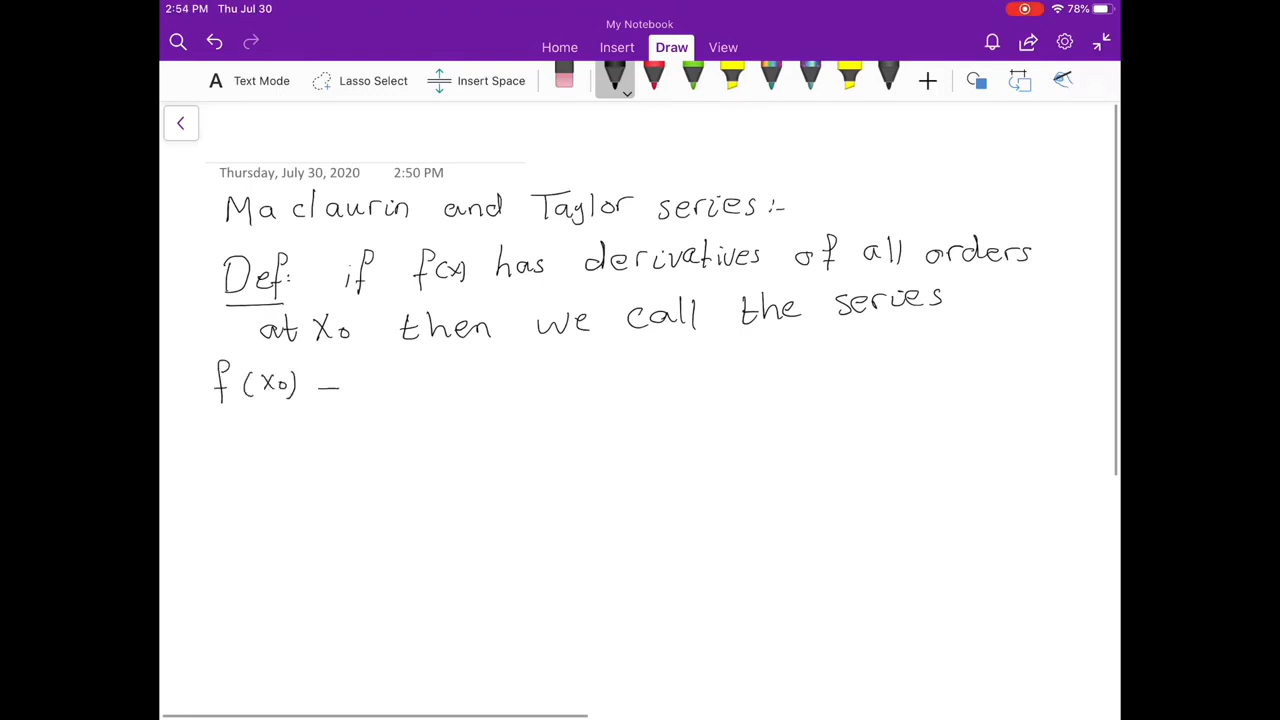 2:54 PM Thu Jul 30 78%
My Notebook
Home Insert Draw View
A Text Mode Lasso Select Insert Space
Thursday, July 30, 2020 2:50 PM
Maclaurin and Taylor series :-
Def: if f(x) has derivatives of all orders
at x₀ then we call the series
f(x₀) –